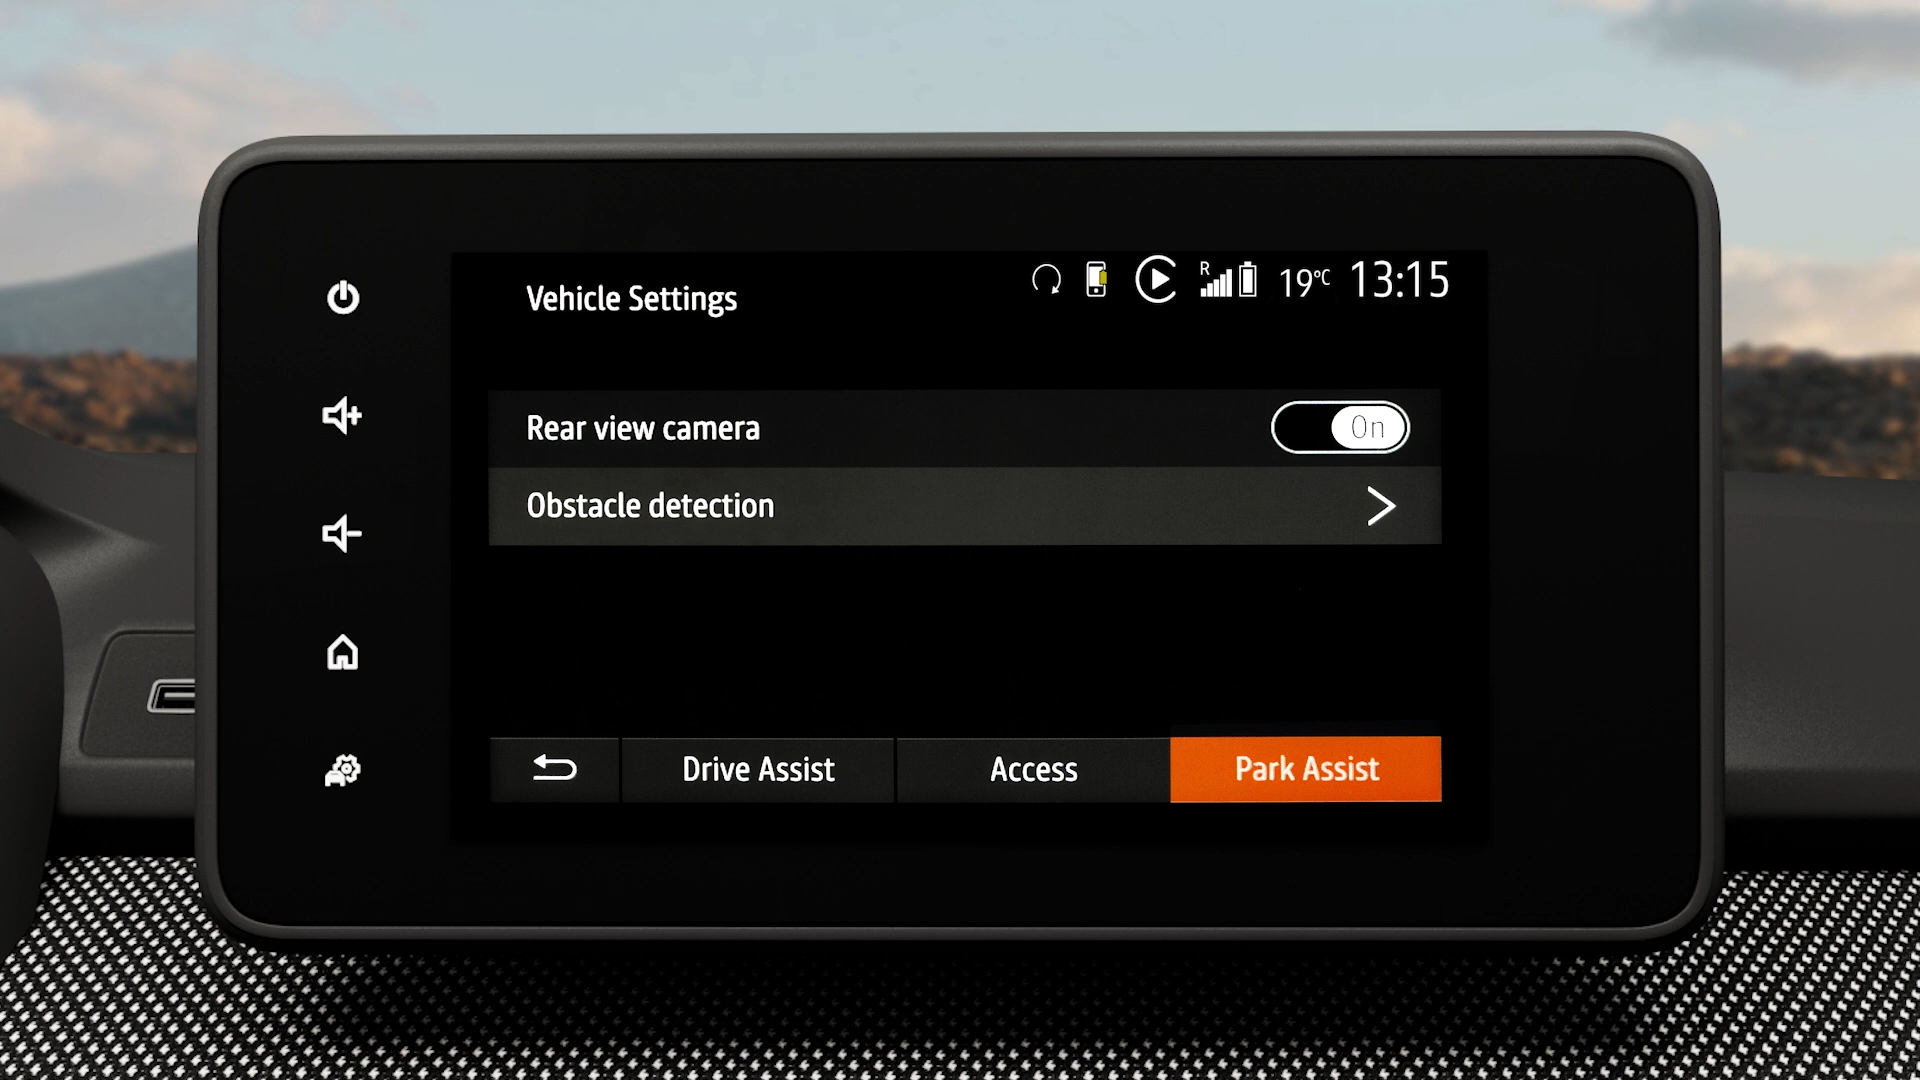 Vehicle Settings
R 19°C 13:15
Rear view camera On
Obstacle detection
Drive Assist Access Park Assist